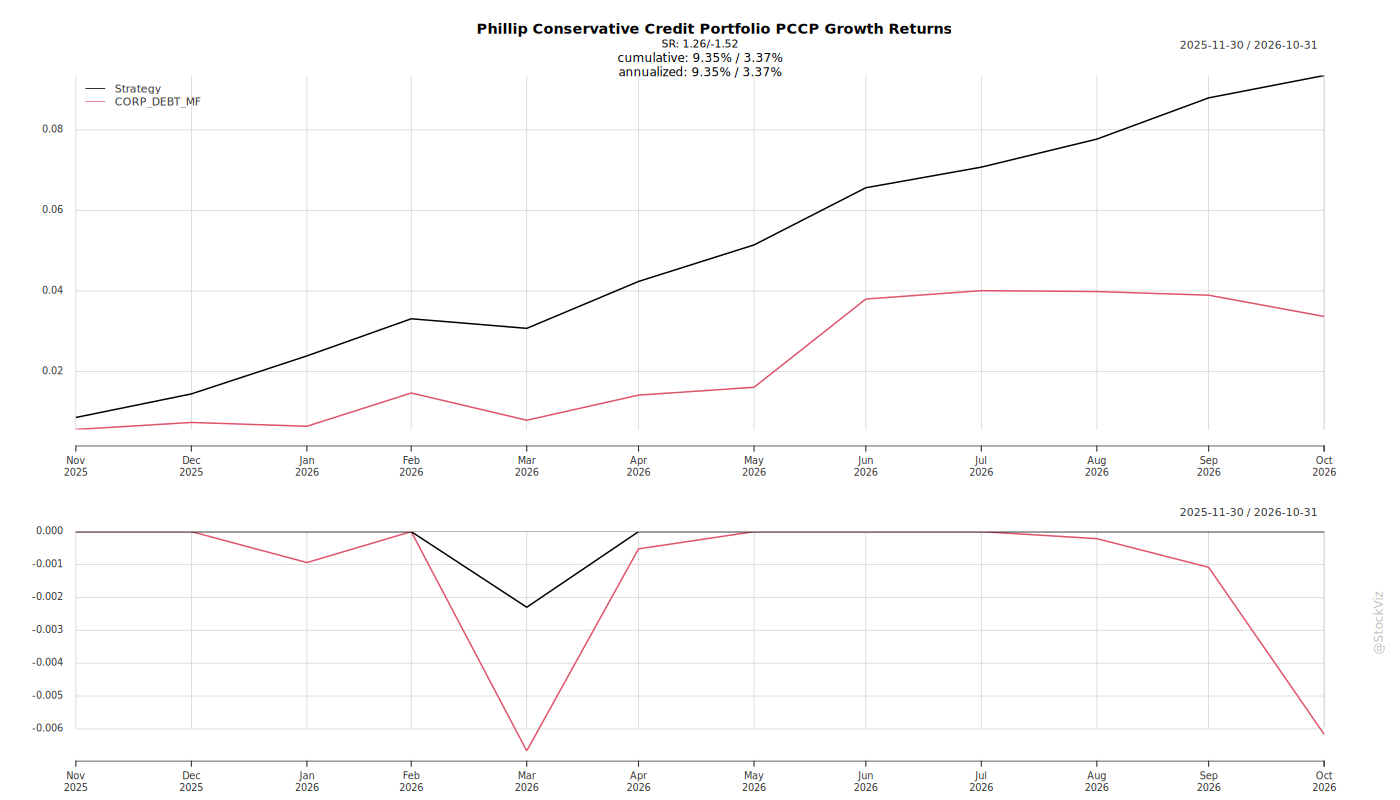 Phillip Conservative Credit Portfolio PCCP Growth Returns
SR: 1.26/-1.52
cumulative: 9.35% / 3.37%
annualized: 9.35% / 3.37%
2025-11-30 / 2026-10-31
Strategy
CORP_DEBT_MF
0.08
0.06
0.04
0.02
Nov Dec Jan Feb Mar Apr May Jun Jul Aug Sep Oct
2025 2025 2026 2026 2026 2026 2026 2026 2026 2026 2026 2026
2025-11-30 / 2026-10-31
0.000
-0.001
-0.002
-0.003
-0.004
-0.005
-0.006
Nov Dec Jan Feb Mar Apr May Jun Jul Aug Sep Oct
2025 2025 2026 2026 2026 2026 2026 2026 2026 2026 2026 2026
@StockViz